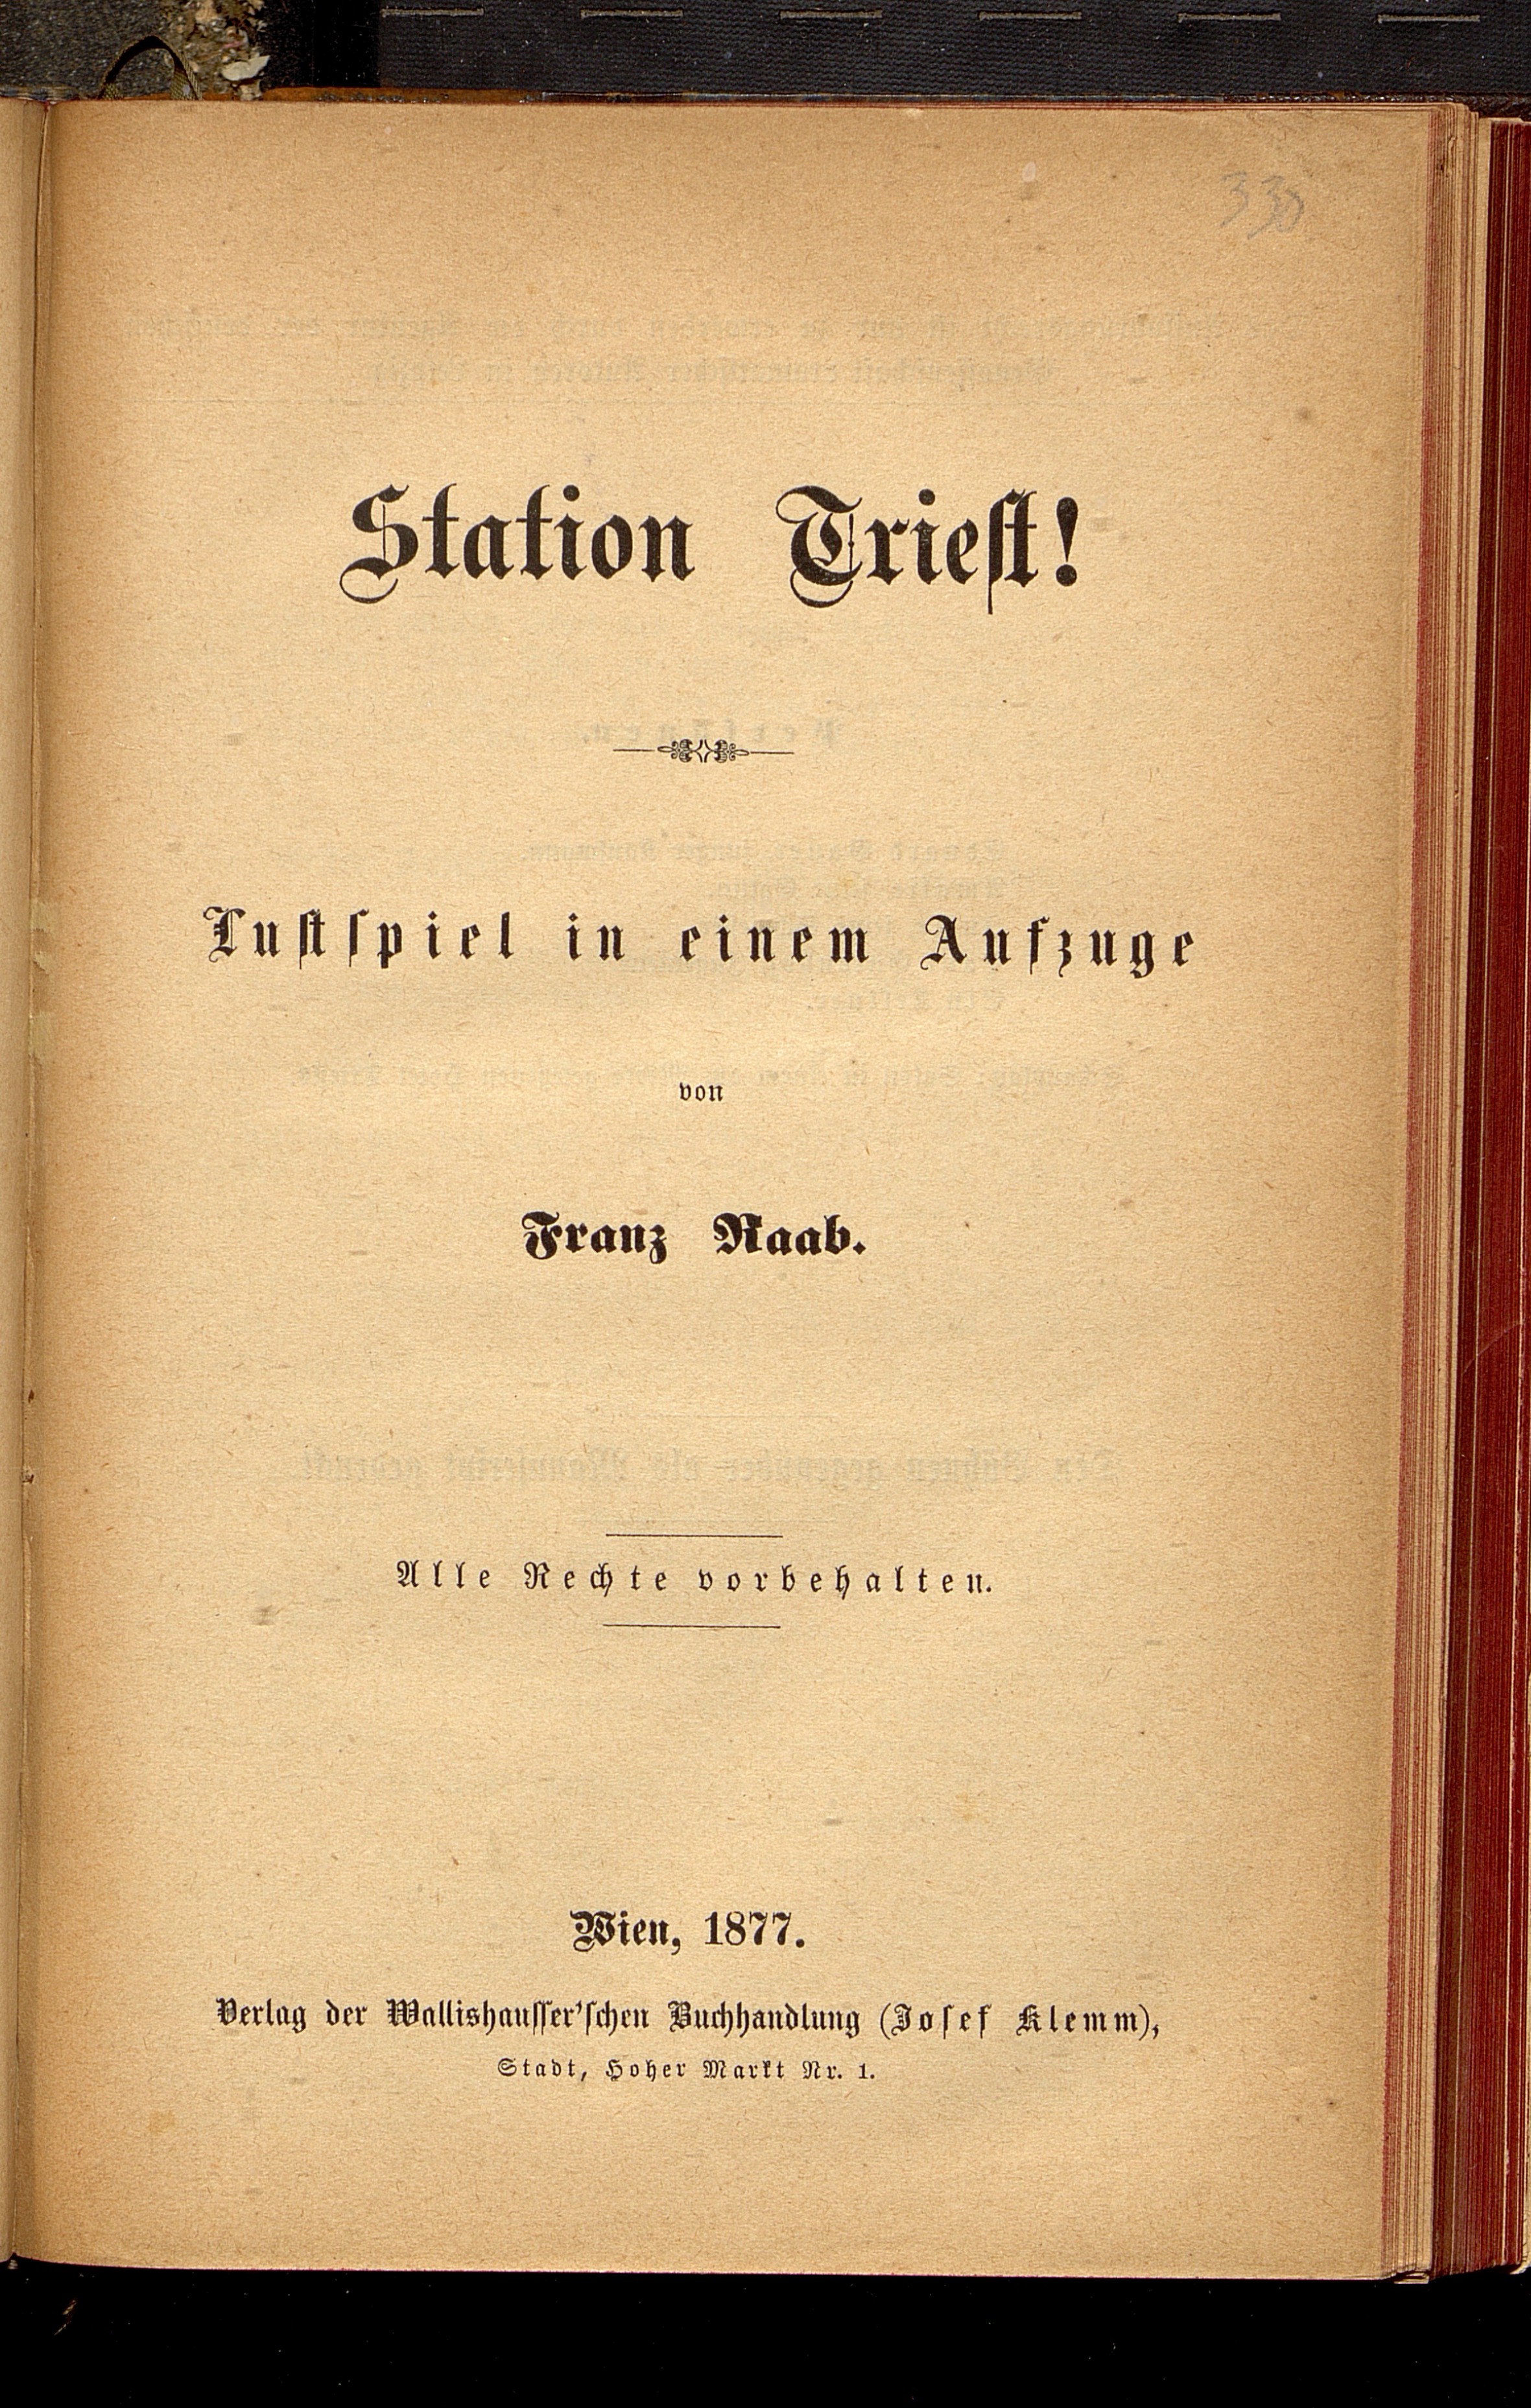 330
Station Trieſt!
Luſtſpiel in einem Aufzuge
von
Franz Raab.
Alle Rechte vorbehalten.
Wien, 1877.
Verlag der Wallishauſſer'ſchen Buchhandlung (Joſef Klemm),
Stadt, Hoher Markt Nr. 1.